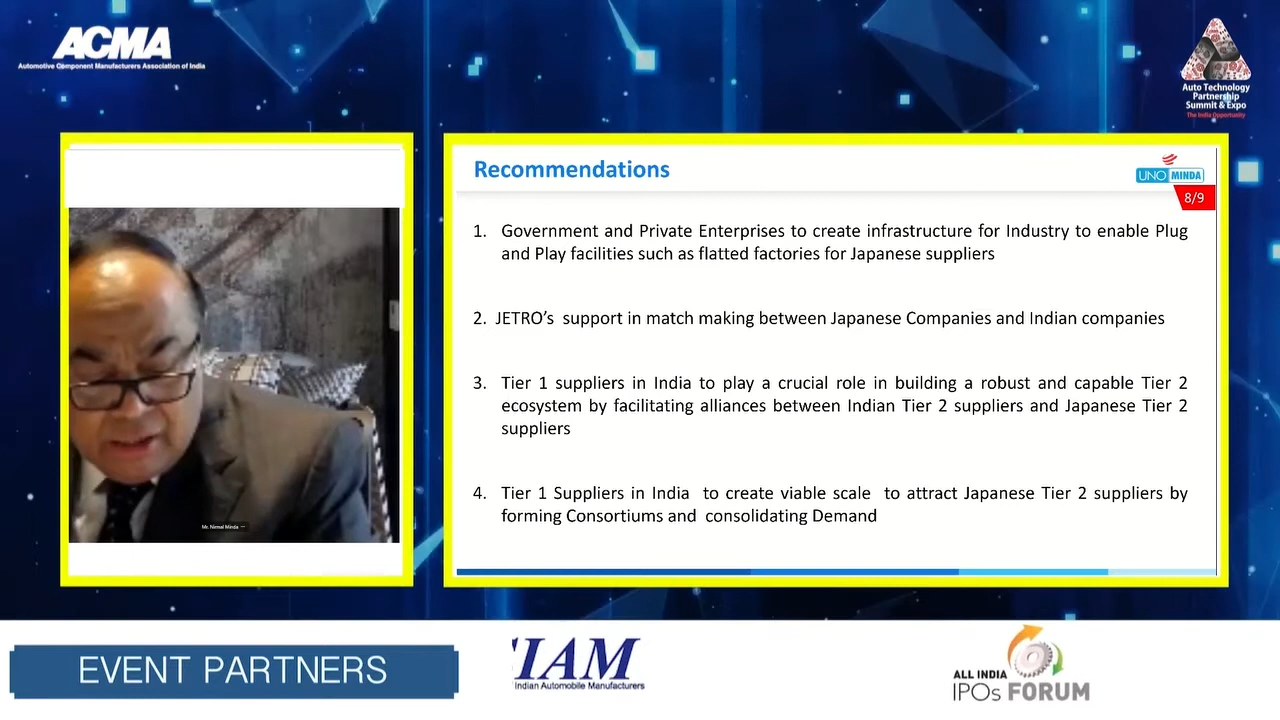 ACMA
Automotive Component Manufacturers Association of India
Auto Technology
Partnership
Summit & Expo
The India Opportunity
Recommendations
UNO MINDA
8/9
1. Government and Private Enterprises to create infrastructure for Industry to enable Plug
and Play facilities such as flatted factories for Japanese suppliers
2. JETRO's support in match making between Japanese Companies and Indian companies
3. Tier 1 suppliers in India to play a crucial role in building a robust and capable Tier 2
ecosystem by facilitating alliances between Indian Tier 2 suppliers and Japanese Tier 2
suppliers
4. Tier 1 Suppliers in India to create viable scale to attract Japanese Tier 2 suppliers by
forming Consortiums and consolidating Demand
Mr. Nirmal Minda
EVENT PARTNERS
IAM
Indian Automobile Manufacturers
ALL INDIA
IPOs FORUM